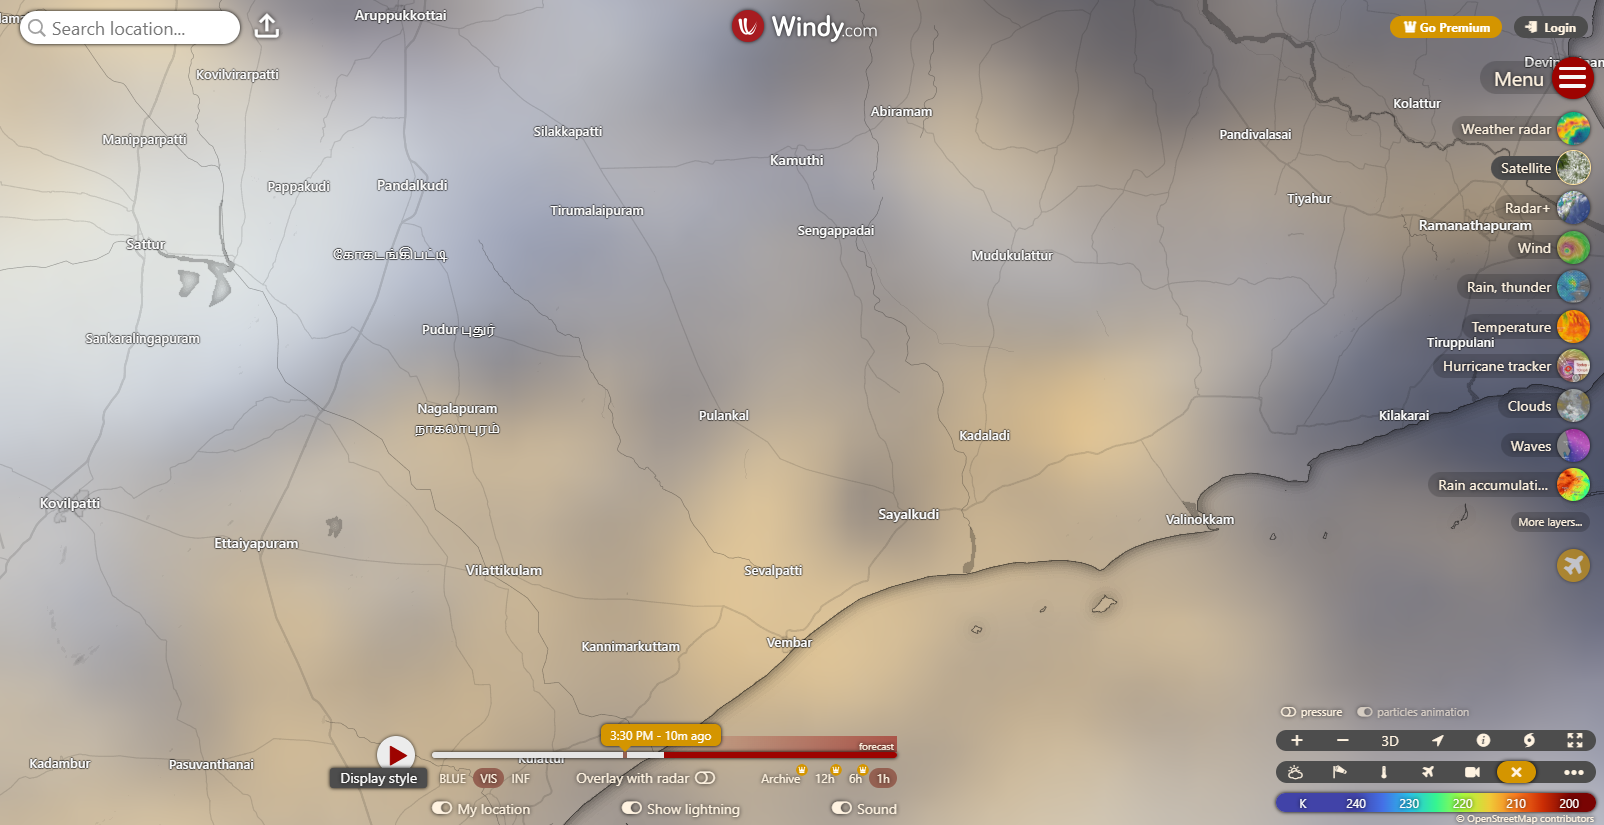 Aruppukkottai
Search location...
Windy.com
Go Premium
Login
Kovilvirarpatti
Menu
Kolattur
Abiramam
Silakkapatti
Weather radar
Manipparpatti
Pandivalasai
Kamuthi
Satellite
Pappakudi
Pandalkudi
Tiyahur
Radar+
Tirumalaipuram
Ramanathapuram
Sengappadai
Sattur
Wind
கோகடங்கிபட்டி
Mudukulattur
Rain, thunder
Pudur புதூர்
Temperature
Sankaralingapuram
Tiruppulani
Hurricane tracker
Nagalapuram
நாகலாபுரம்
Clouds
Pulankal
Kilakarai
Kadaladi
Waves
Rain accumulati...
Kovilpatti
Sayalkudi
Valinokkam
More layers...
Ettaiyapuram
Vilattikulam
Sevalpatti
Kannimarkuttam
Vembar
pressure
particles animation
3:30 PM - 10m ago
forecast
3D
Kadambur
Pasuvanthanai
Kulattur
Display style
BLUE VIS INF
Overlay with radar
Archive 12h 6h 1h
K 240 230 220 210 200
My location
Show lightning
Sound
© OpenStreetMap contributors